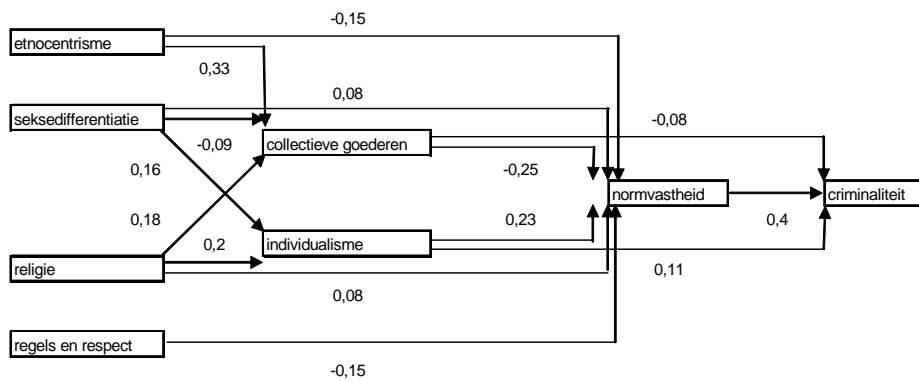 -0,15
etnocentrisme
0,33
0,08
seksedifferentiatie
-0,09
collectieve goederen
-0,08
0,16
-0,25
normvastheid
criminaliteit
0,18
0,2
individualisme
0,23
0,4
religie
0,11
0,08
regels en respect
-0,15